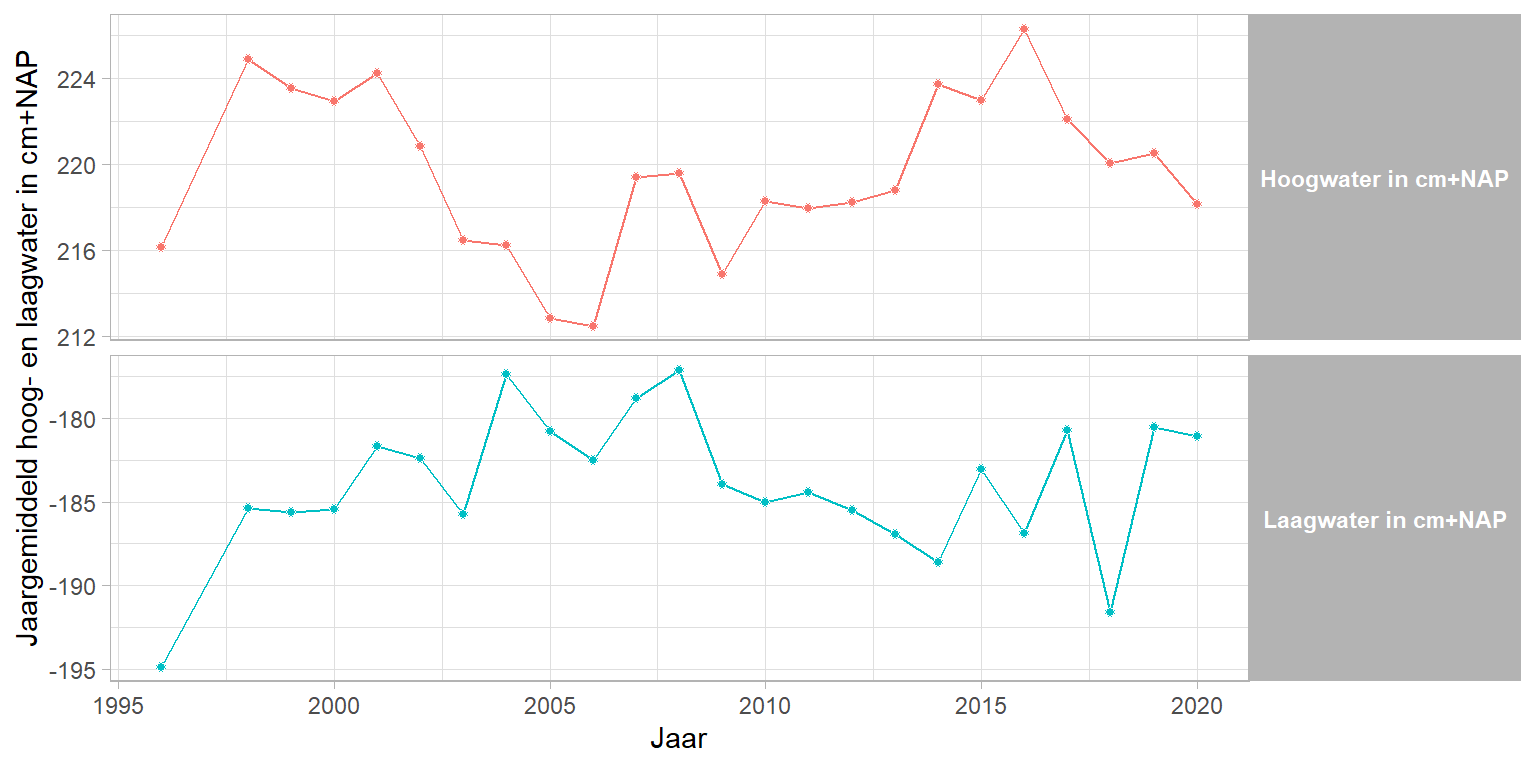 Jaargemiddeld hoog- en laagwater in cm+NAP
224
220
216
212
Hoogwater in cm+NAP
-180
-185
-190
-195
Laagwater in cm+NAP
1995 2000 2005 2010 2015 2020
Jaar